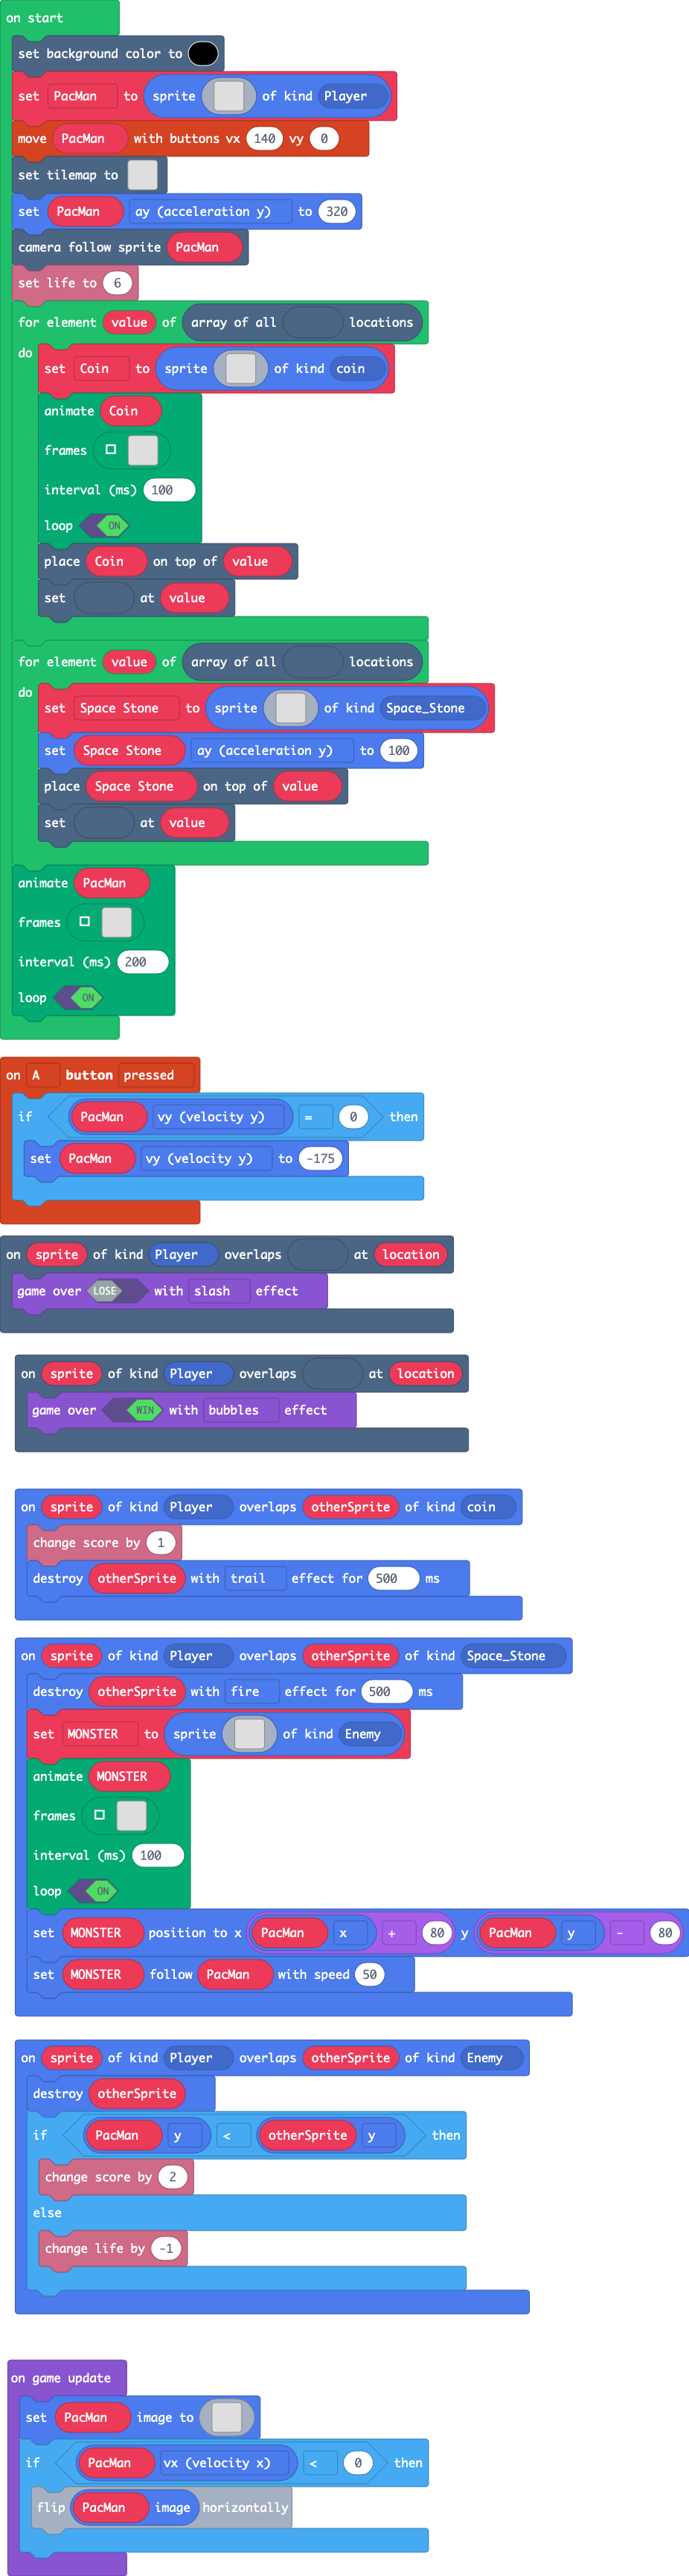 on start
set background color to
set PacMan to sprite of kind Player
move PacMan with buttons vx 140 vy 0
set tilemap to
set PacMan ay (acceleration y) to 320
camera follow sprite PacMan
set life to 6
for element value of array of all locations
do
set Coin to sprite of kind coin
animate Coin
frames
interval (ms) 100
loop ON
place Coin on top of value
set at value
for element value of array of all locations
do
set Space Stone to sprite of kind Space_Stone
set Space Stone ay (acceleration y) to 100
place Space Stone on top of value
set at value
animate PacMan
frames
interval (ms) 200
loop ON
on A button pressed
if PacMan vy (velocity y) = 0 then
set PacMan vy (velocity y) to -175
on sprite of kind Player overlaps at location
game over LOSE with slash effect
on sprite of kind Player overlaps at location
game over WIN with bubbles effect
on sprite of kind Player overlaps otherSprite of kind coin
change score by 1
destroy otherSprite with trail effect for 500 ms
on sprite of kind Player overlaps otherSprite of kind Space_Stone
destroy otherSprite with fire effect for 500 ms
set MONSTER to sprite of kind Enemy
animate MONSTER
frames
interval (ms) 100
loop ON
set MONSTER position to x PacMan x + 80 y PacMan y - 80
set MONSTER follow PacMan with speed 50
on sprite of kind Player overlaps otherSprite of kind Enemy
destroy otherSprite
if PacMan y < otherSprite y then
change score by 2
else
change life by -1
on game update
set PacMan image to
if PacMan vx (velocity x) < 0 then
flip PacMan image horizontally